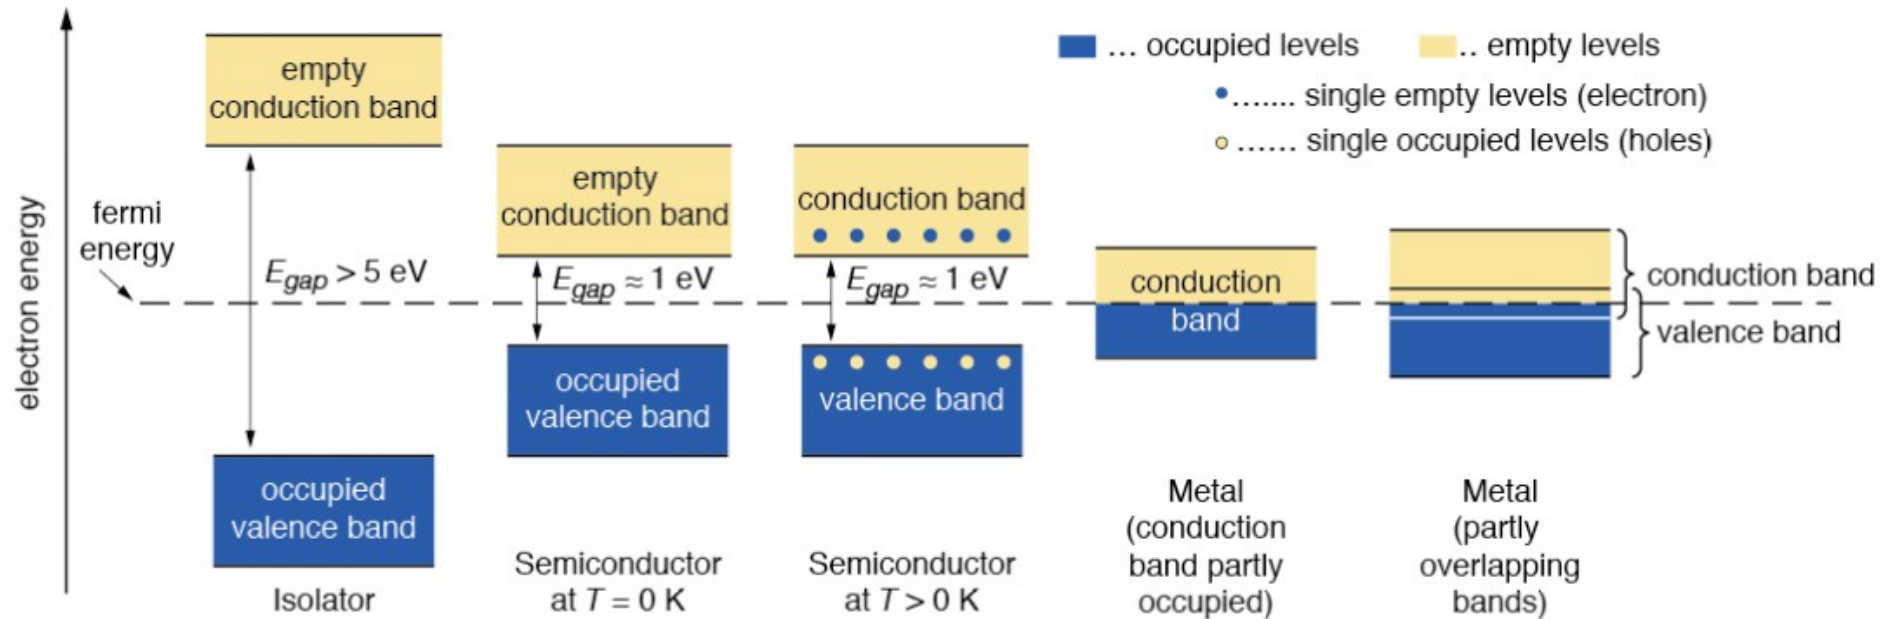 electron energy
fermi
energy
empty
conduction band
E_gap > 5 eV
occupied
valence band
Isolator
empty
conduction band
E_gap ≈ 1 eV
occupied
valence band
Semiconductor
at T = 0 K
conduction band
E_gap ≈ 1 eV
valence band
Semiconductor
at T > 0 K
conduction
band
Metal
(conduction
band partly
occupied)
conduction band
valence band
Metal
(partly
overlapping
bands)
... occupied levels
.. empty levels
....... single empty levels (electron)
...... single occupied levels (holes)